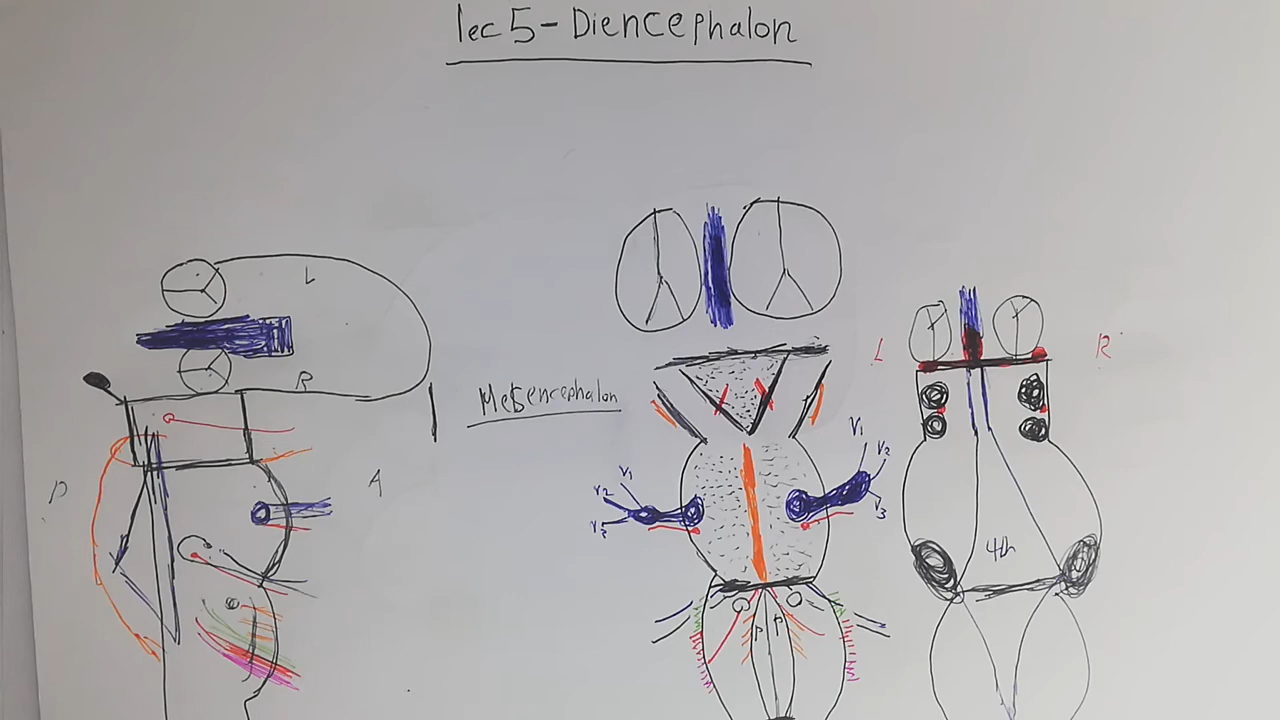 lec 5 - Diencephalon
L
R
P
A
Mesencephalon
V1
V2
V3
V1
V2
V3
P P
L
R
4th